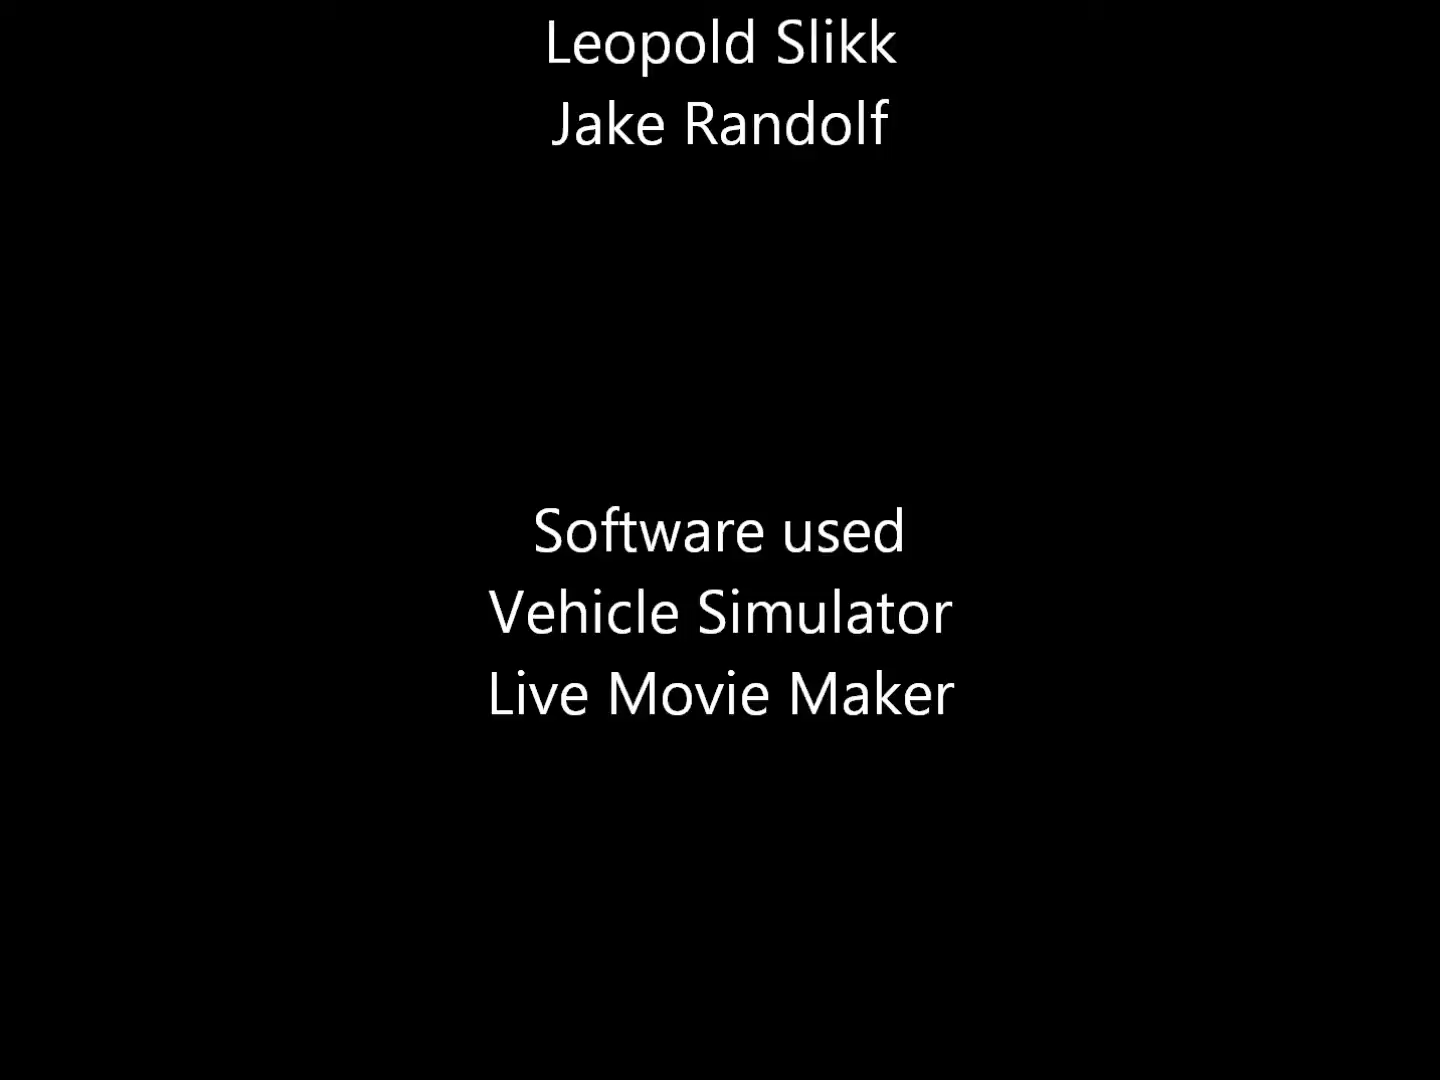 Leopold Slikk
Jake Randolf
Software used
Vehicle Simulator
Live Movie Maker